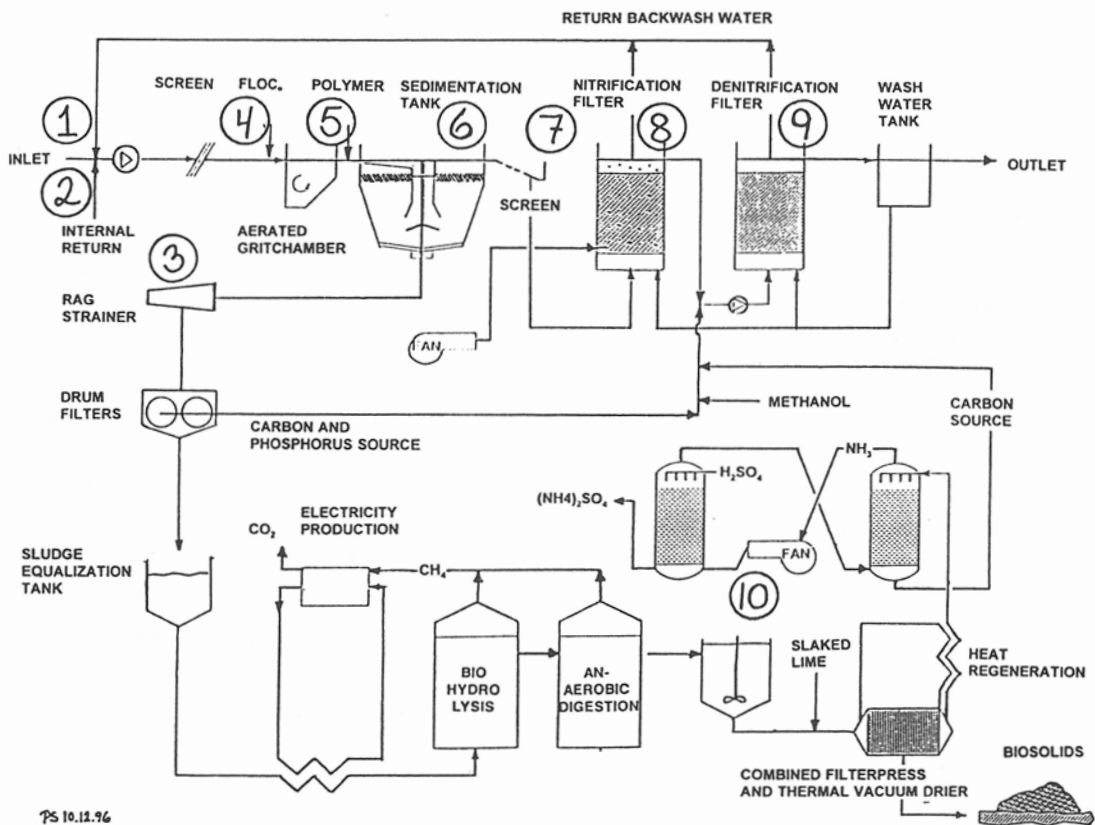 RETURN BACKWASH WATER
SCREEN
FLOC.
POLYMER
SEDIMENTATION
TANK
NITRIFICATION
FILTER
DENITRIFICATION
FILTER
WASH
WATER
TANK
1
4
5
6
7
8
9
INLET
OUTLET
2
INTERNAL
RETURN
AERATED
GRITCHAMBER
SCREEN
3
RAG
STRAINER
FAN
DRUM
FILTERS
CARBON AND
PHOSPHORUS SOURCE
METHANOL
CARBON
SOURCE
NH₃
H₂SO₄
(NH4)₂SO₄
FAN
10
ELECTRICITY
PRODUCTION
CO₂
CH₄
SLUDGE
EQUALIZATION
TANK
BIO
HYDRO
LYSIS
AN-
AEROBIC
DIGESTION
SLAKED
LIME
HEAT
REGENERATION
COMBINED FILTERPRESS
AND THERMAL VACUUM DRIER
BIOSOLIDS
PS 10.12.96